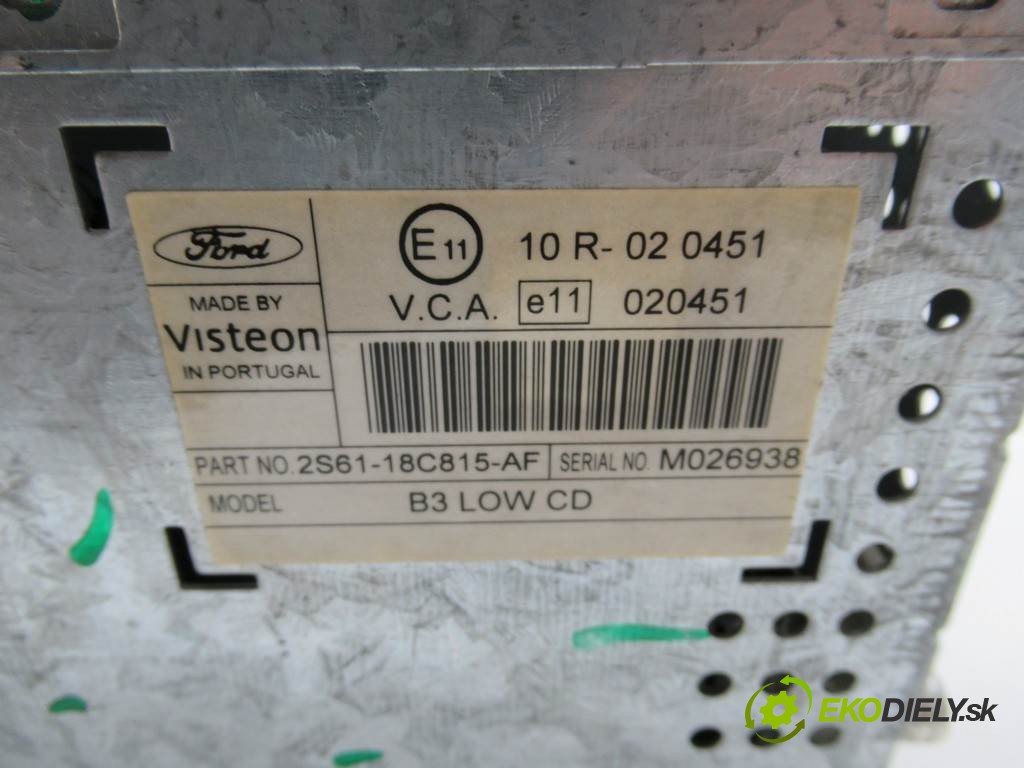 Ford
MADE BY
Visteon
IN PORTUGAL
E11 10 R- 02 0451
V.C.A. e11 020451
PART NO. 2S61-18C815-AF SERIAL NO. M026938
MODEL B3 LOW CD
EKODIELY.sk